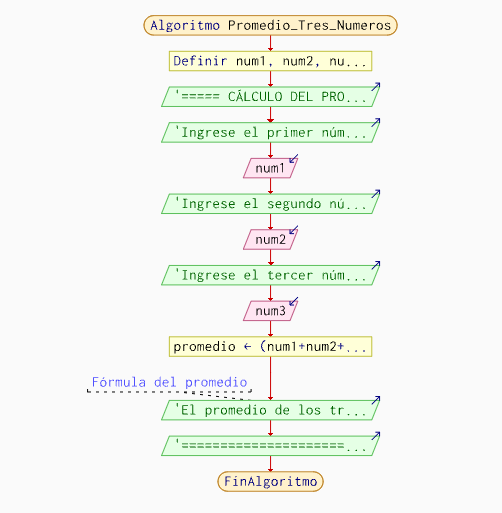 Algoritmo Promedio_Tres_Numeros
Definir num1, num2, nu...
'===== CÁLCULO DEL PRO...
'Ingrese el primer núm...
num1
'Ingrese el segundo nú...
num2
'Ingrese el tercer núm...
num3
promedio ← (num1+num2+...
Fórmula del promedio
'El promedio de los tr...
'=====================...
FinAlgoritmo